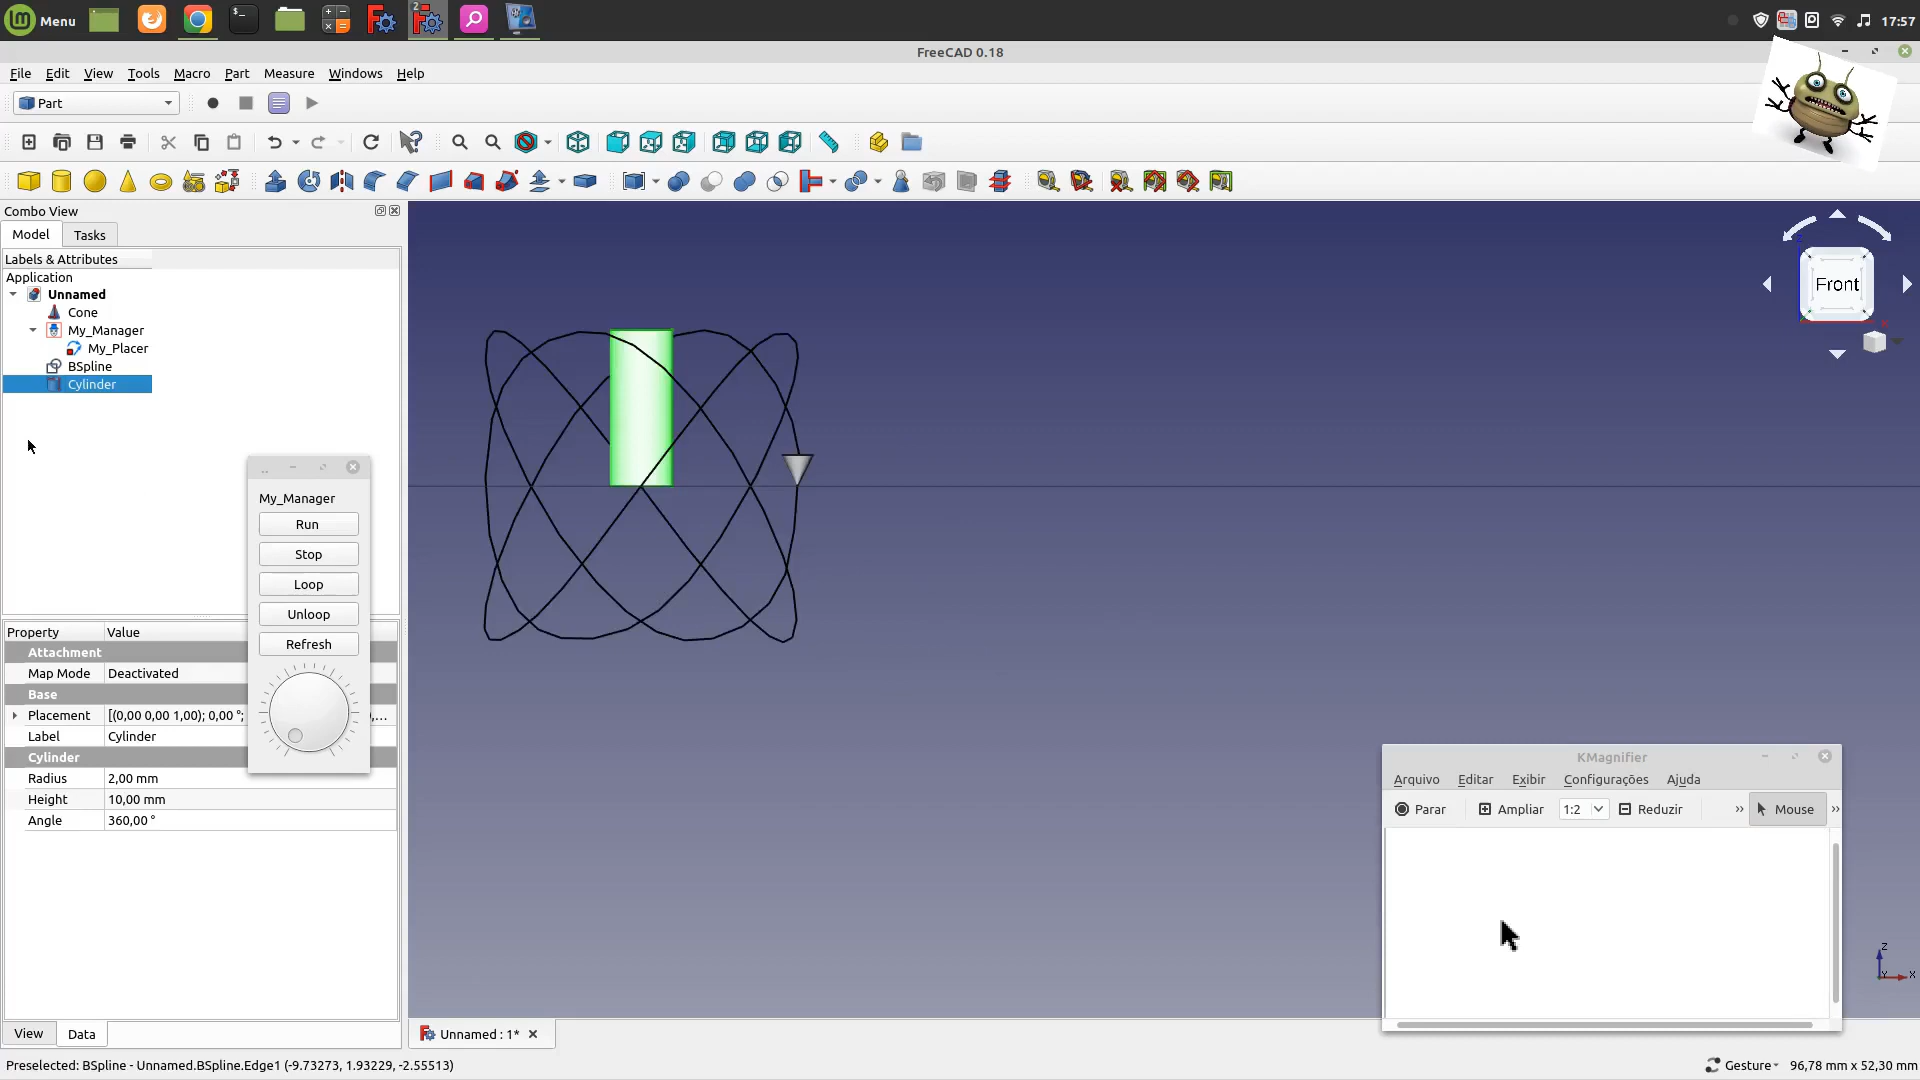 Menu
17:57
FreeCAD 0.18
File Edit View Tools Macro Part Measure Windows Help
Part
Combo View
Model Tasks
Labels & Attributes
Application
Unnamed
Cone
My_Manager
My_Placer
BSpline
Cylinder
Front
My_Manager
Run
Stop
Loop
Unloop
Refresh
Property Value
Attachment
Map Mode Deactivated
Base
Placement [(0,00 0,00 1,00); 0,00 °;
Label Cylinder
Cylinder
Radius 2,00 mm
Height 10,00 mm
Angle 360,00 °
View Data
KMagnifier
Arquivo Editar Exibir Configurações Ajuda
Parar Ampliar 1:2 Reduzir » Mouse »
Z
Y X
Unnamed : 1*
Preselected: BSpline - Unnamed.BSpline.Edge1 (-9.73273, 1.93229, -2.55513)
Gesture 96,78 mm x 52,30 mm